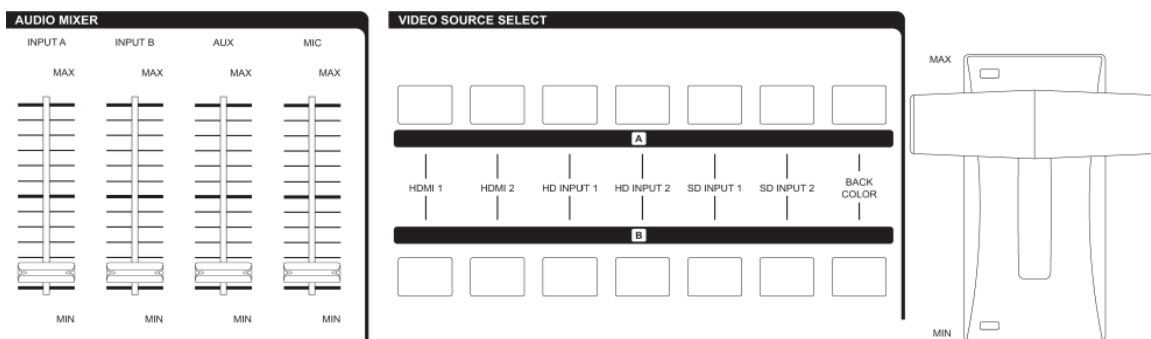 AUDIO MIXER
INPUT A INPUT B AUX MIC
MAX MAX MAX MAX
MIN MIN MIN MIN
VIDEO SOURCE SELECT
A
HDMI 1 HDMI 2 HD INPUT 1 HD INPUT 2 SD INPUT 1 SD INPUT 2 BACK
COLOR
B
MAX
MIN